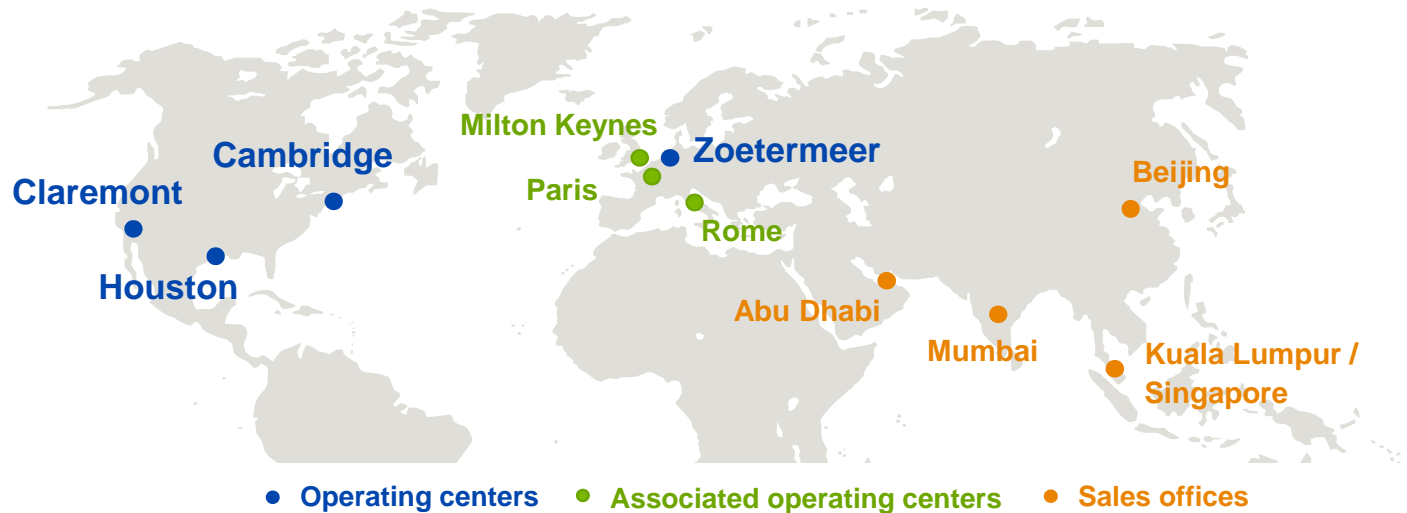 Milton Keynes
Cambridge
Zoetermeer
Claremont
Paris
Beijing
Rome
Houston
Abu Dhabi
Mumbai
Kuala Lumpur /
Singapore
Operating centers
Associated operating centers
Sales offices